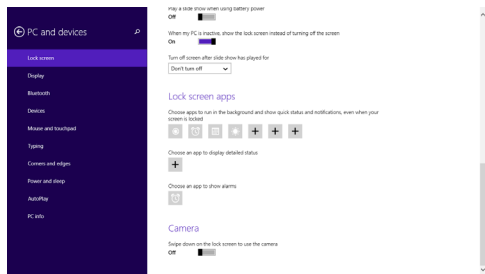 PC and devices
Lock screen
Display
Bluetooth
Devices
Mouse and touchpad
Typing
Corners and edges
Power and sleep
AutoPlay
PC info
Play a slide show when using battery power
Off
When my PC is inactive, show the lock screen instead of turning off the screen
On
Turn off screen after slide show has played for
Don't turn off
Lock screen apps
Choose apps to run in the background and show quick status and notifications, even when your
screen is locked
Choose an app to display detailed status
Choose an app to show alarms
Camera
Swipe down on the lock screen to use the camera
Off